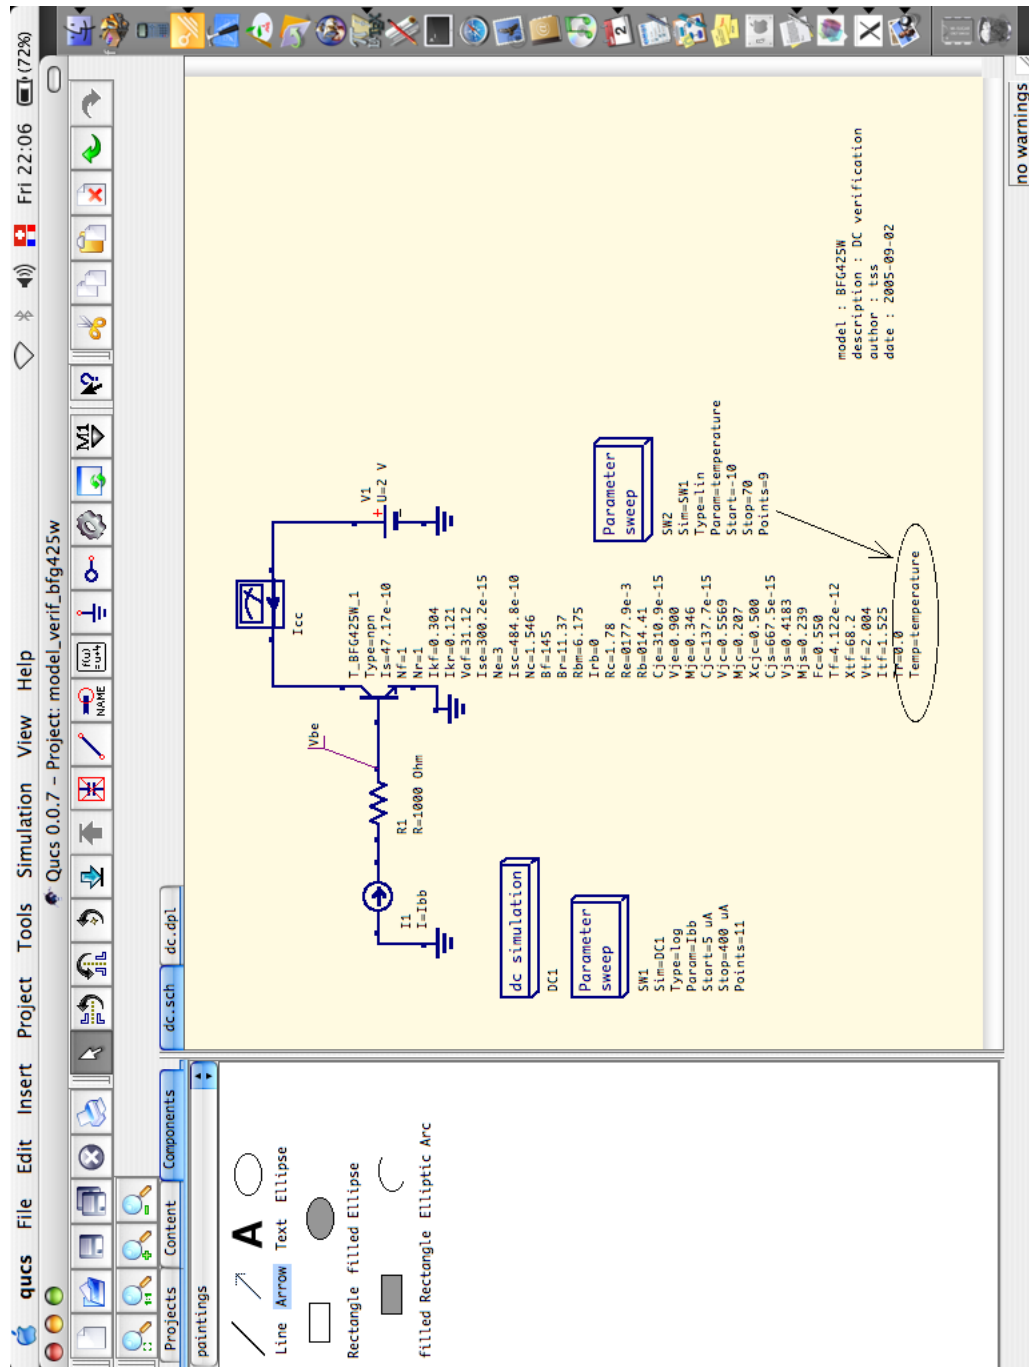 qucs File Edit Insert Project Tools Simulation View Help Fri 22:06 (72%)
Qucs 0.0.7 - Project: model_verif_bfg425w
NAME
M1
Projects Content Components
paintings
Line Arrow Text Ellipse
Rectangle filled Ellipse
filled Rectangle Elliptic Arc
dc.sch dc.dpl
Icc
Vbe
V1
U=2 V
R1
R=1000 Ohm
I1
I=Ibb
T_BFG425W_1
Type=npn
Is=47.17e-10
Nf=1
Nr=1
Ikf=0.304
Ikr=0.121
Vaf=31.12
Ise=300.2e-15
Ne=3
Isc=484.8e-10
Nc=1.546
Bf=145
Br=11.37
Rbm=6.175
Irb=0
Rc=1.78
Re=0177.9e-3
Rb=014.41
Cje=310.9e-15
Vje=0.900
Mje=0.346
Cjc=137.7e-15
Vjc=0.5569
Mjc=0.207
Xcjc=0.500
Cjs=667.5e-15
Vjs=0.4183
Mjs=0.239
Fc=0.550
Tf=4.122e-12
Xtf=68.2
Vtf=2.004
Itf=1.525
Tr=0.0
Temp=temperature
dc simulation
DC1
Parameter
sweep
SW1
Sim=DC1
Type=log
Param=Ibb
Start=5 uA
Stop=400 uA
Points=11
Parameter
sweep
SW2
Sim=SW1
Type=lin
Param=temperature
Start=-10
Stop=70
Points=9
model : BFG425W
description : DC verification
author : tss
date : 2005-09-02
no warnings